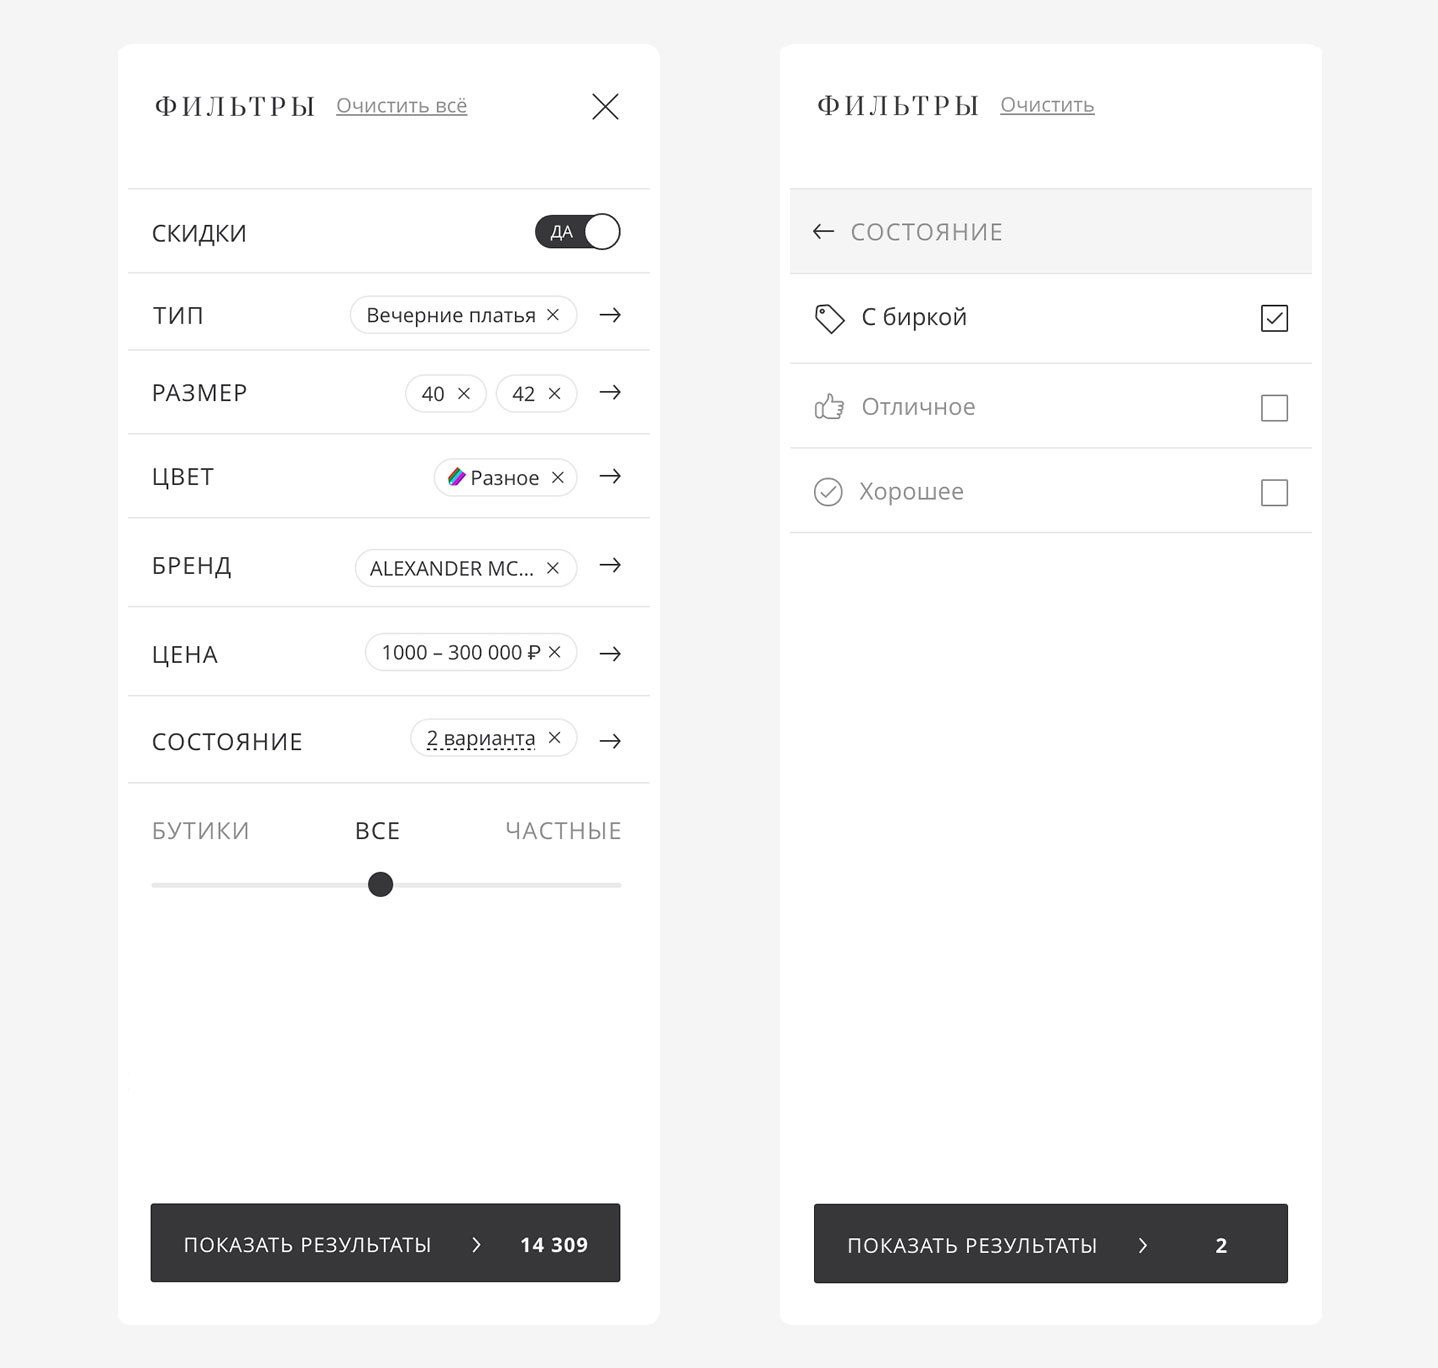 ФИЛЬТРЫ Очистить всё
СКИДКИ ДА
ТИП Вечерние платья
РАЗМЕР 40 42
ЦВЕТ Разное
БРЕНД ALEXANDER MC...
ЦЕНА 1000 – 300 000 ₽
СОСТОЯНИЕ 2 варианта
БУТИКИ ВСЕ ЧАСТНЫЕ
ПОКАЗАТЬ РЕЗУЛЬТАТЫ 14 309
ФИЛЬТРЫ Очистить
СОСТОЯНИЕ
С биркой
Отличное
Хорошее
ПОКАЗАТЬ РЕЗУЛЬТАТЫ 2